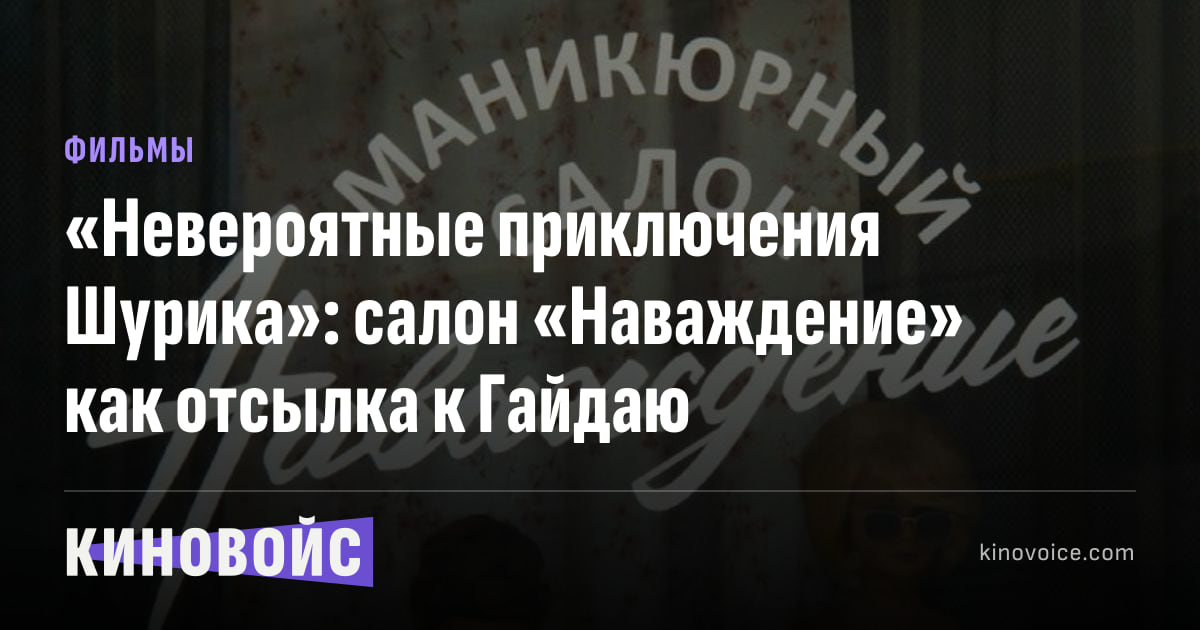 МАНИКЮРНЫЙ
САЛОН
Наваждение
ФИЛЬМЫ
«Невероятные приключения
Шурика»: салон «Наваждение»
как отсылка к Гайдаю
КИНОВОЙС
kinovoice.com